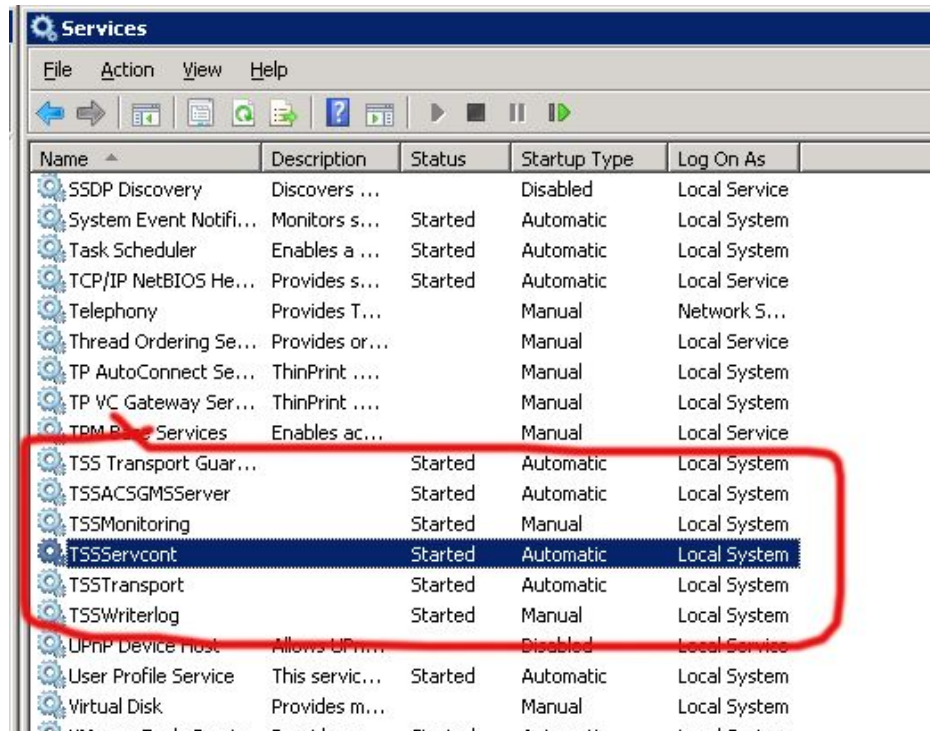 Services
File Action View Help
Name Description Status Startup Type Log On As
SSDP Discovery Discovers ... Disabled Local Service
System Event Notifi... Monitors s... Started Automatic Local System
Task Scheduler Enables a ... Started Automatic Local System
TCP/IP NetBIOS He... Provides s... Started Automatic Local Service
Telephony Provides T... Manual Network S...
Thread Ordering Se... Provides or... Manual Local Service
TP AutoConnect Se... ThinPrint .... Manual Local System
TP VC Gateway Ser... ThinPrint .... Manual Local System
TPM Base Services Enables ac... Manual Local Service
TSS Transport Guar... Started Automatic Local System
TSSACSGMSServer Started Automatic Local System
TSSMonitoring Started Manual Local System
TSSServcont Started Automatic Local System
TSSTransport Started Automatic Local System
TSSWriterlog Started Manual Local System
UPnP Device Host Allows UPn... Disabled Local Service
User Profile Service This servic... Started Automatic Local System
Virtual Disk Provides m... Manual Local System